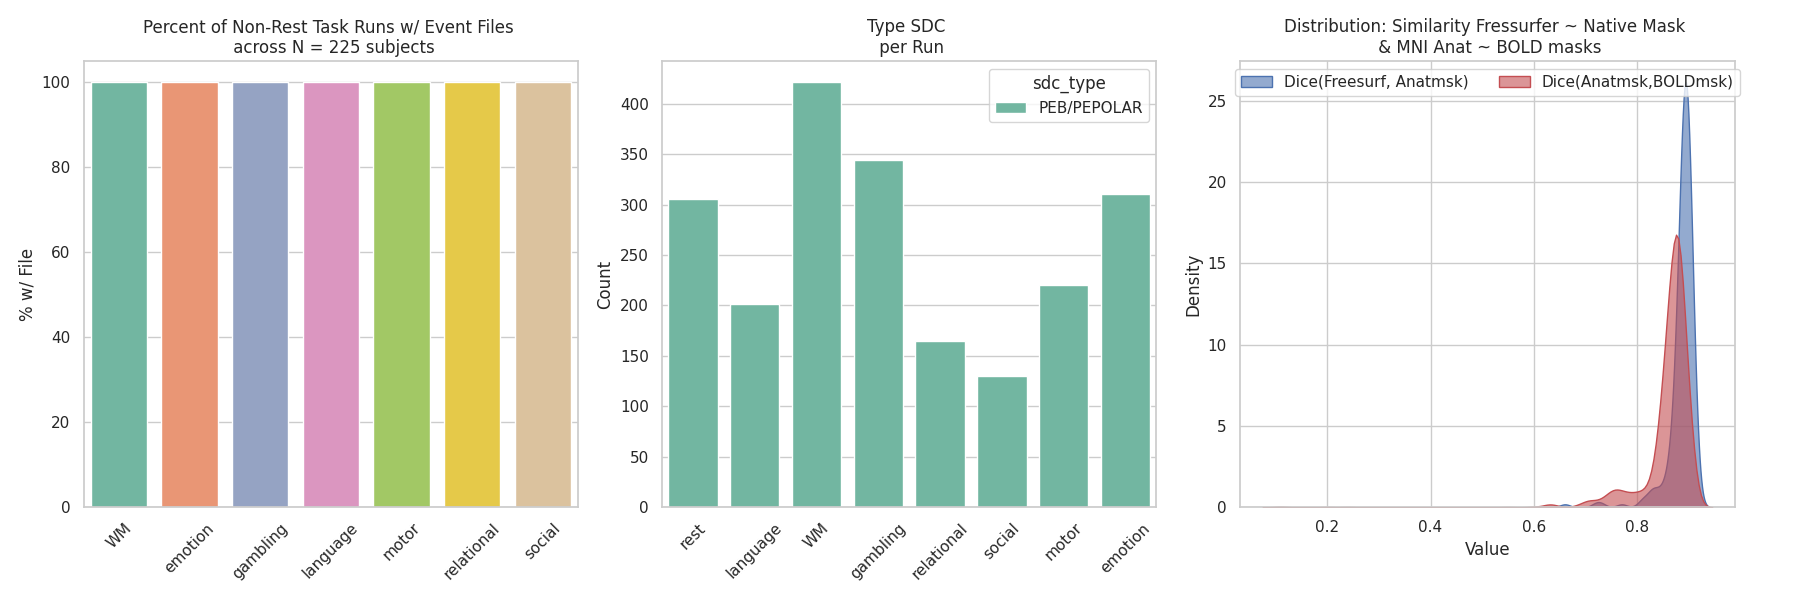 Percent of Non-Rest Task Runs w/ Event Files
across N = 225 subjects
% w/ File
100
80
60
40
20
0
WM
emotion
gambling
language
motor
relational
social
Type SDC
per Run
sdc_type
PEB/PEPOLAR
Count
400
350
300
250
200
150
100
50
0
rest
language
WM
gambling
relational
social
motor
emotion
Distribution: Similarity Fressurfer ~ Native Mask
& MNI Anat ~ BOLD masks
Dice(Freesurf, Anatmsk)
Dice(Anatmsk,BOLDmsk)
Density
25
20
15
10
5
0
0.2
0.4
0.6
0.8
Value